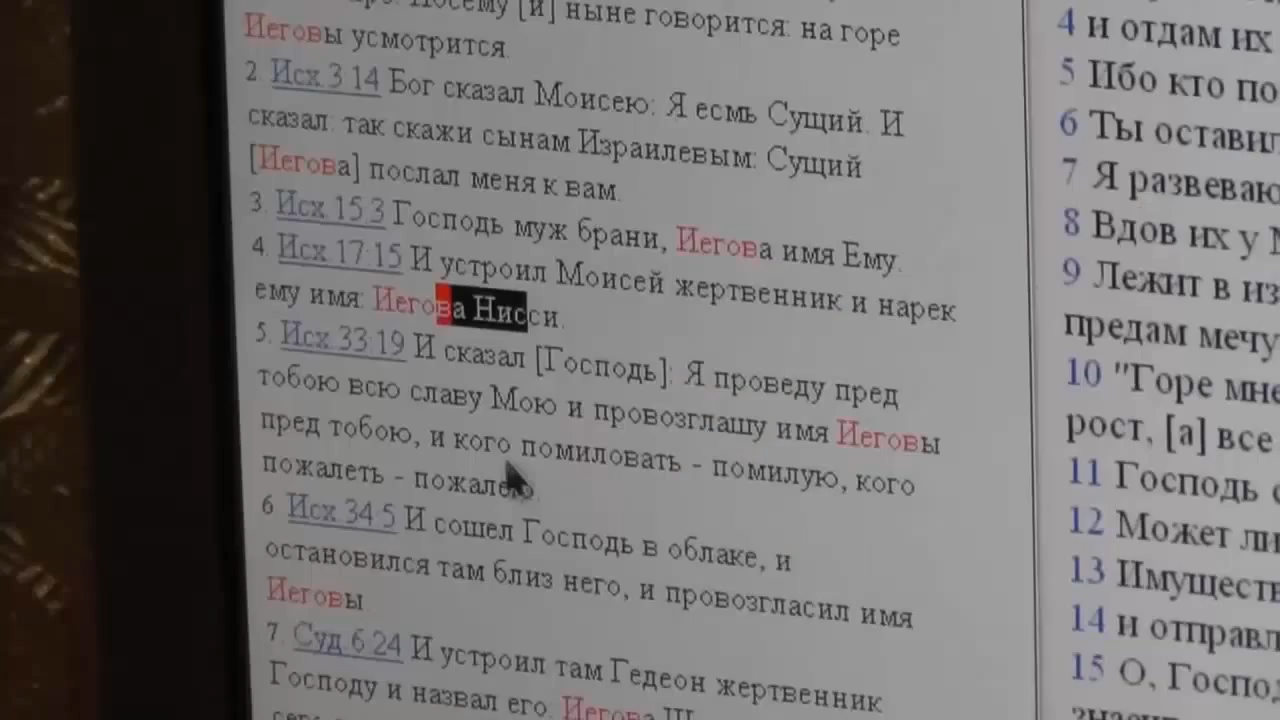 Посему [и] ныне говорится: на горе
Иеговы усмотрится.
2. Исх.3:14 Бог сказал Моисею: Я есмь Сущий. И
сказал: так скажи сынам Израилевым: Сущий
[Иегова] послал меня к вам.
3. Исх.15:3 Господь муж брани, Иегова имя Ему.
4. Исх.17:15 И устроил Моисей жертвенник и нарек
ему имя: Иегова Нисси.
5. Исх.33:19 И сказал [Господь]: Я проведу пред
тобою всю славу Мою и провозглашу имя Иеговы
пред тобою, и кого помиловать - помилую, кого
пожалеть - пожалею.
6. Исх.34:5 И сошел Господь в облаке, и
остановился там близ него, и провозгласил имя
Иеговы
7. Суд.6:24 И устроил там Гедеон жертвенник
Господу и назвал его: Иегова
4 и отдам их
5 Ибо кто по
6 Ты оставил
7 Я развеваю
8 Вдов их у
9 Лежит в из
предам мечу
10 "Горе мне
рост, [а] все
11 Господь
12 Может ли
13 Имуществ
14 и отправл
15 О, Господ